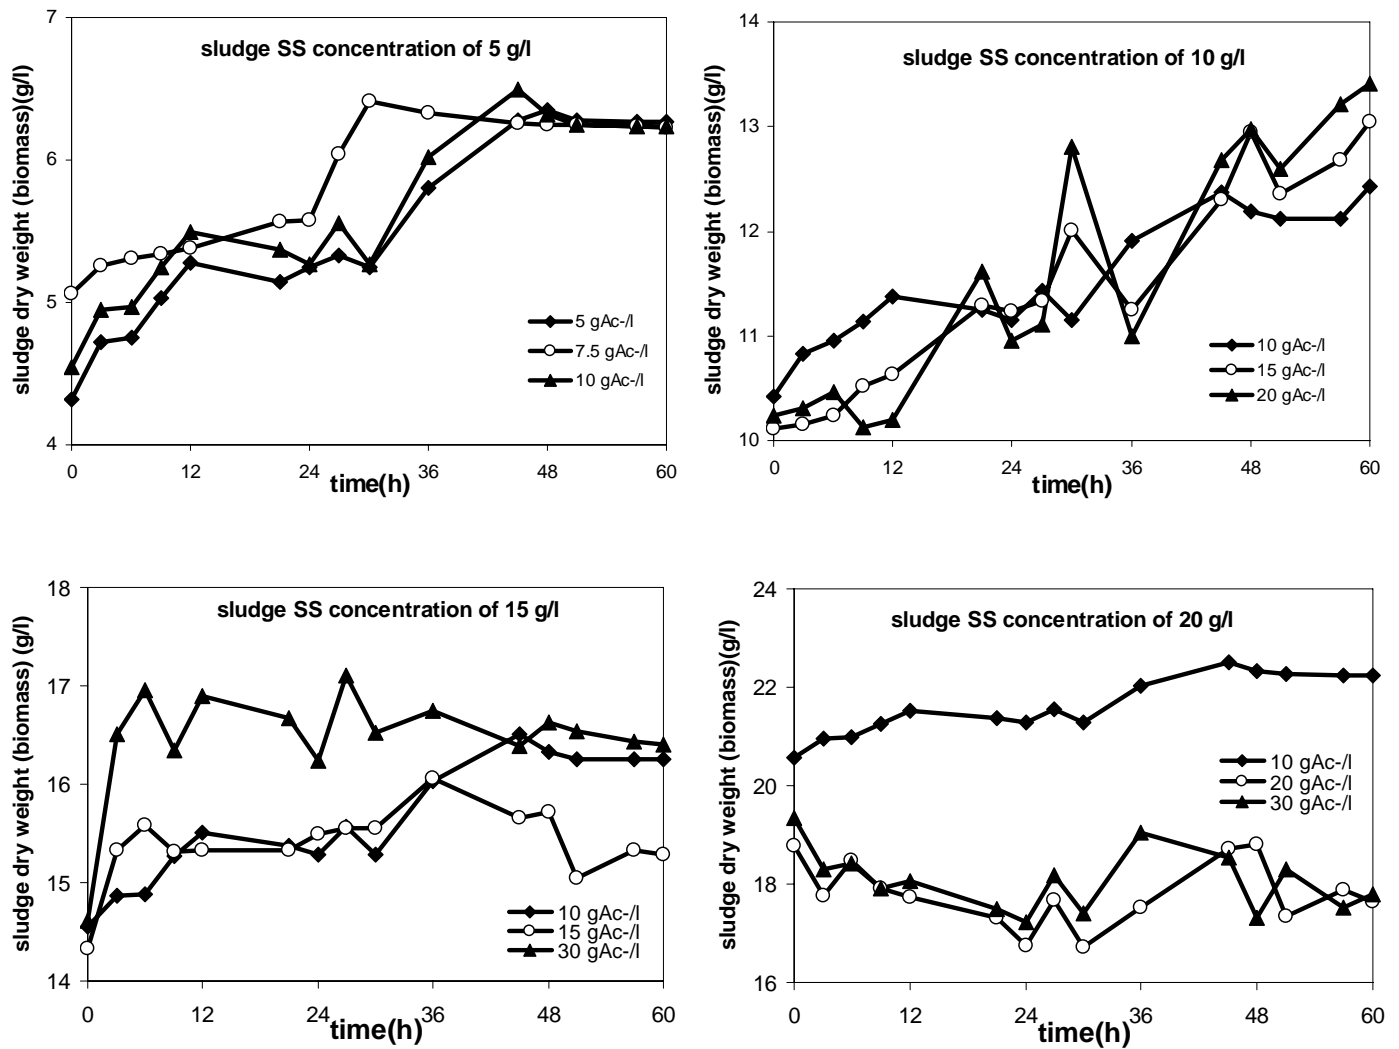 sludge SS concentration of 5 g/l
sludge dry weight (biomass)(g/l)
7
6
5
4
5 gAc-/l
7.5 gAc-/l
10 gAc-/l
0 12 24 36 48 60
time(h)
sludge SS concentration of 10 g/l
sludge dry weight (biomass)(g/l)
14
13
12
11
10
10 gAc-/l
15 gAc-/l
20 gAc-/l
0 12 24 36 48 60
time(h)
sludge SS concentration of 15 g/l
sludge dry weight (biomass) (g/l)
18
17
16
15
14
10 gAc-/l
15 gAc-/l
30 gAc-/l
0 12 24 36 48 60
time(h)
sludge SS concentration of 20 g/l
sludge dry weight (biomass)(g/l)
24
22
20
18
16
10 gAc-/l
20 gAc-/l
30 gAc-/l
0 12 24 36 48 60
time(h)